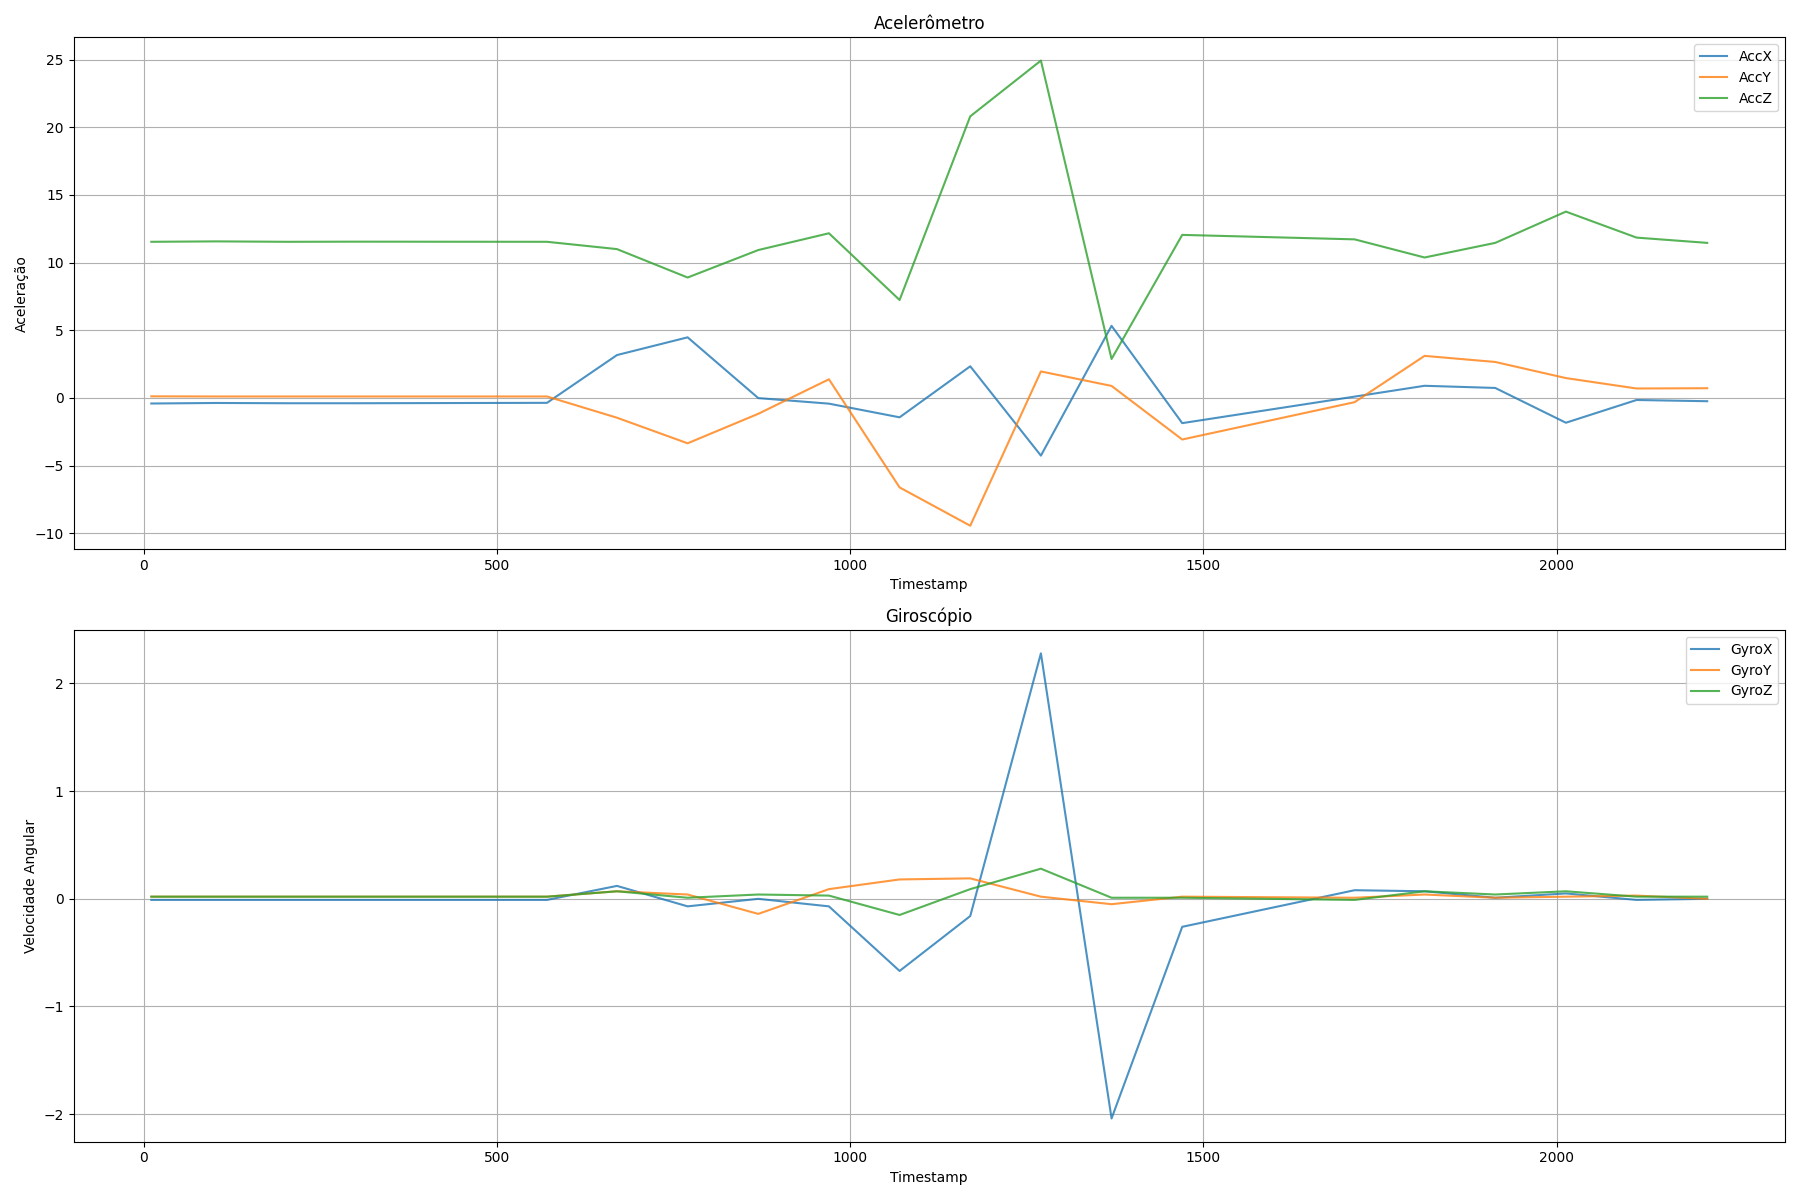 Acelerômetro
AccX
AccY
AccZ
25
20
15
10
5
0
−5
−10
Aceleração
0 500 1000 1500 2000
Timestamp
Giroscópio
GyroX
GyroY
GyroZ
2
1
0
−1
−2
Velocidade Angular
0 500 1000 1500 2000
Timestamp